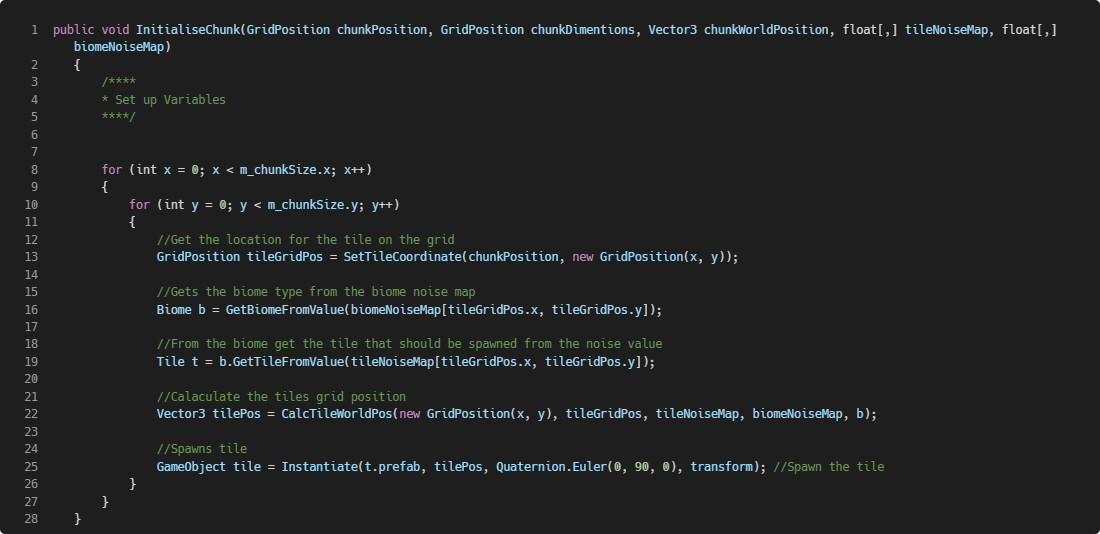 1 public void InitialiseChunk(GridPosition chunkPosition, GridPosition chunkDimentions, Vector3 chunkWorldPosition, float[,] tileNoiseMap, float[,]
biomeNoiseMap)
2 {
3 /****
4 * Set up Variables
5 ****/
6
7
8 for (int x = 0; x < m_chunkSize.x; x++)
9 {
10 for (int y = 0; y < m_chunkSize.y; y++)
11 {
12 //Get the location for the tile on the grid
13 GridPosition tileGridPos = SetTileCoordinate(chunkPosition, new GridPosition(x, y));
14
15 //Gets the biome type from the biome noise map
16 Biome b = GetBiomeFromValue(biomeNoiseMap[tileGridPos.x, tileGridPos.y]);
17
18 //From the biome get the tile that should be spawned from the noise value
19 Tile t = b.GetTileFromValue(tileNoiseMap[tileGridPos.x, tileGridPos.y]);
20
21 //Calaculate the tiles grid position
22 Vector3 tilePos = CalcTileWorldPos(new GridPosition(x, y), tileGridPos, tileNoiseMap, biomeNoiseMap, b);
23
24 //Spawns tile
25 GameObject tile = Instantiate(t.prefab, tilePos, Quaternion.Euler(0, 90, 0), transform); //Spawn the tile
26 }
27 }
28 }